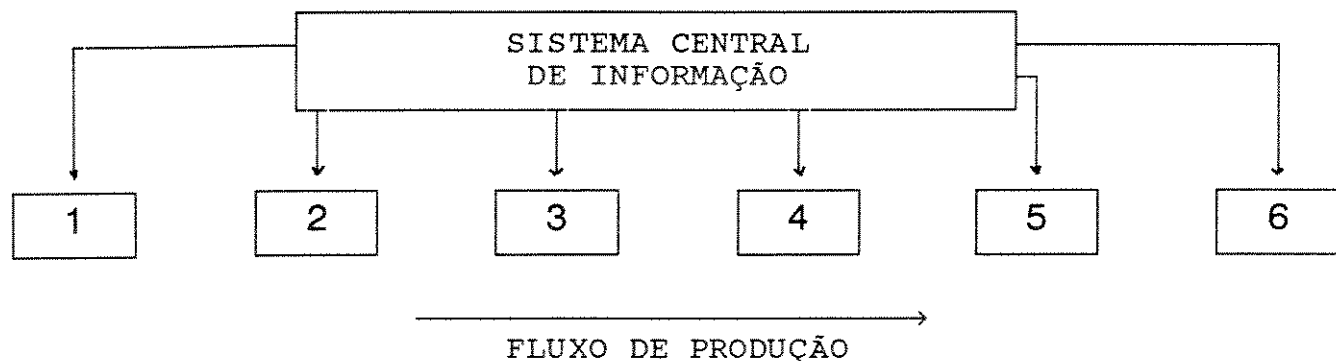 SISTEMA CENTRAL
DE INFORMAÇÃO
1 2 3 4 5 6
FLUXO DE PRODUÇÃO